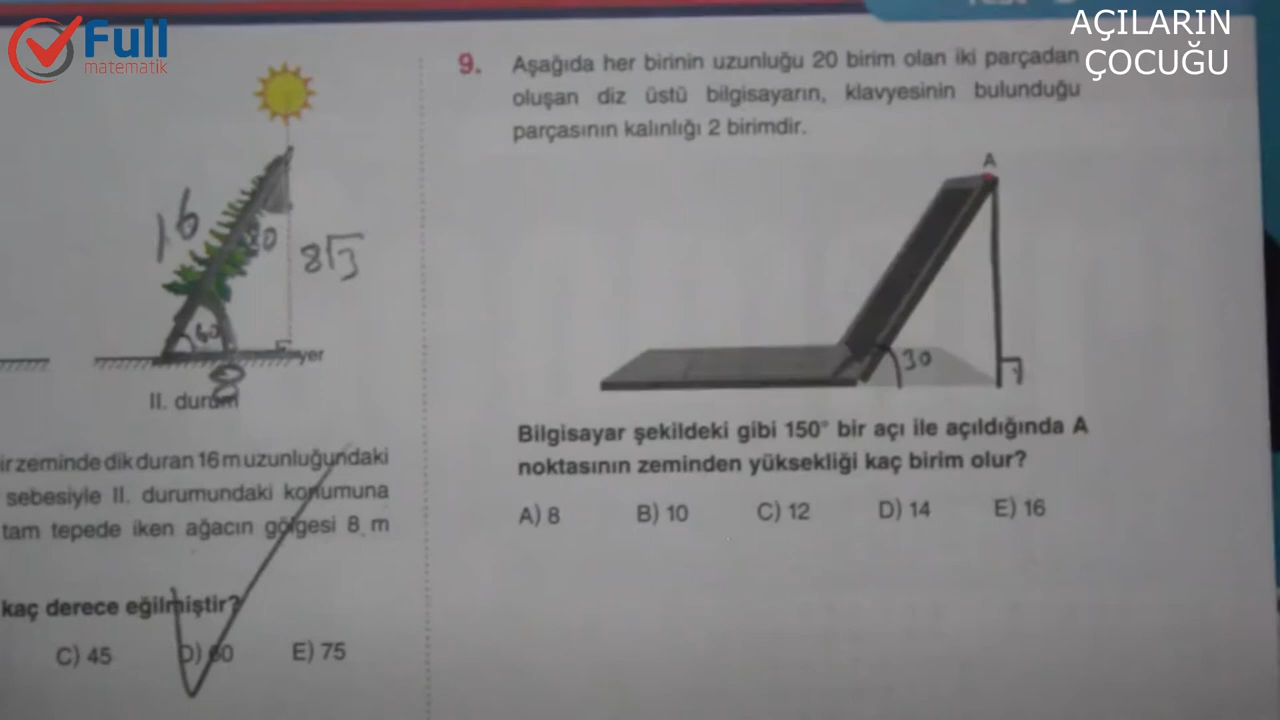 Full
matematik
AÇILARIN
ÇOCUĞU
16
60
8√3
yer
8
II. durum
ir zeminde dik duran 16 m uzunluğundaki
sebesiyle II. durumundaki konumuna
tam tepede iken ağacın gölgesi 8 m
kaç derece eğilmiştir?
C) 45 D) 60 E) 75
9. Aşağıda her birinin uzunluğu 20 birim olan iki parçadan
oluşan diz üstü bilgisayarın, klavyesinin bulunduğu
parçasının kalınlığı 2 birimdir.
A
30
Bilgisayar şekildeki gibi 150° bir açı ile açıldığında A
noktasının zeminden yüksekliği kaç birim olur?
A) 8 B) 10 C) 12 D) 14 E) 16